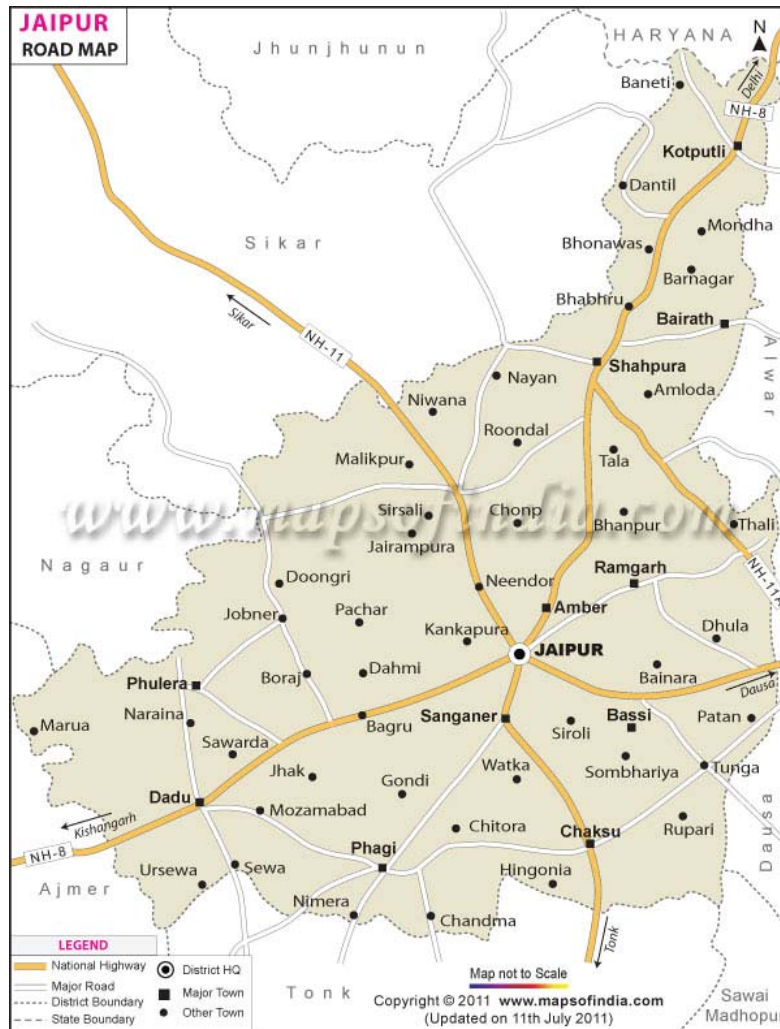 JAIPUR
ROAD MAP
Jhunjhunun
HARYANA
N
Delhi
Baneti
NH-8
Kotputli
Dantil
Mondha
Sikar
Bhonawas
Barnagar
Sikar
Bhabhru
Bairath
NH-11
Alwar
Shahpura
Nayan
Amloda
Niwana
Roondal
Malikpur
Tala
www.mapsofindia.com
Sirsali
Chonp
Bhanpur
Thali
Jairampura
Nagaur
NH-11A
Doongri
Neendor
Ramgarh
Jobner
Pachar
Amber
Kankapura
Dhula
JAIPUR
Phulera
Boraj
Dahmi
Bainara
Dausa
Marua
Naraina
Bagru
Sanganer
Siroli
Bassi
Patan
Sawarda
Jhak
Gondi
Watka
Sombhariya
Tunga
Dadu
Mozamabad
Kishangarh
Chitora
Chaksu
Rupari
Dausa
NH-8
Phagi
Ajmer
Ursewa
Sewa
Hingonia
Nimera
Chandma
Tonk
LEGEND
National Highway
Major Road
District Boundary
State Boundary
District HQ
Major Town
Other Town
Tonk
Map not to Scale
Copyright © 2011 www.mapsofindia.com
(Updated on 11th July 2011)
Sawai
Madhopur